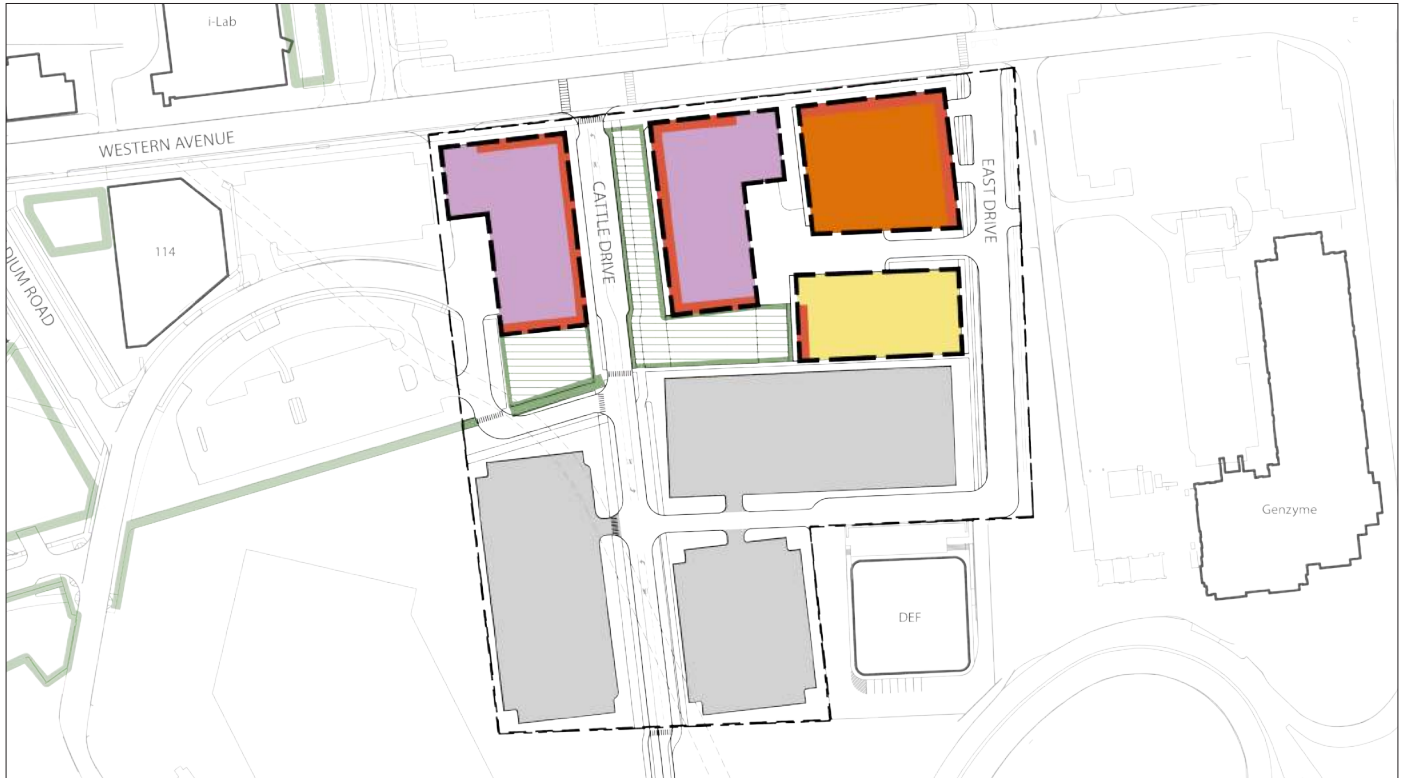 i-Lab
WESTERN AVENUE
CATTLE DRIVE
EAST DRIVE
114
DIUM ROAD
Genzyme
DEF